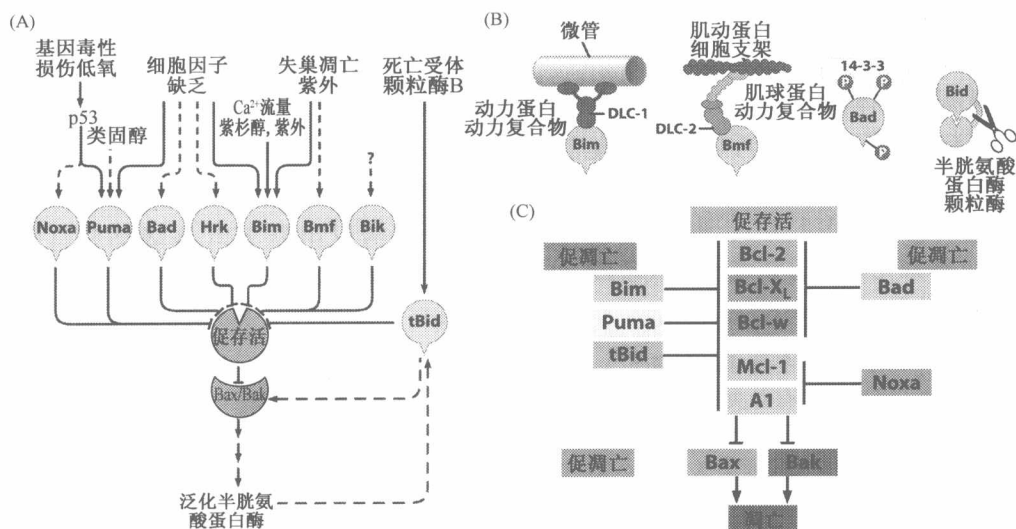 (A)
基因毒性
损伤低氧
细胞因子
缺乏
失巢凋亡
紫外
死亡受体
颗粒酶B
p53
类固醇
Ca²⁺流量
紫杉醇, 紫外
?
Noxa
Puma
Bad
Hrk
Bim
Bmf
Bik
tBid
促存活
Bax/Bak
泛化半胱氨
酸蛋白酶
(B)
微管
动力蛋白
动力复合物
DLC-1
Bim
肌动蛋白
细胞支架
肌球蛋白
动力复合物
DLC-2
Bmf
14-3-3
P
P
Bad
P
Bid
半胱氨酸
蛋白酶
颗粒酶
(C)
促存活
促凋亡
促凋亡
Bcl-2
Bim
Bcl-XL
Bad
Puma
Bcl-w
tBid
Mcl-1
Noxa
A1
促凋亡
Bax
Bak
凋亡